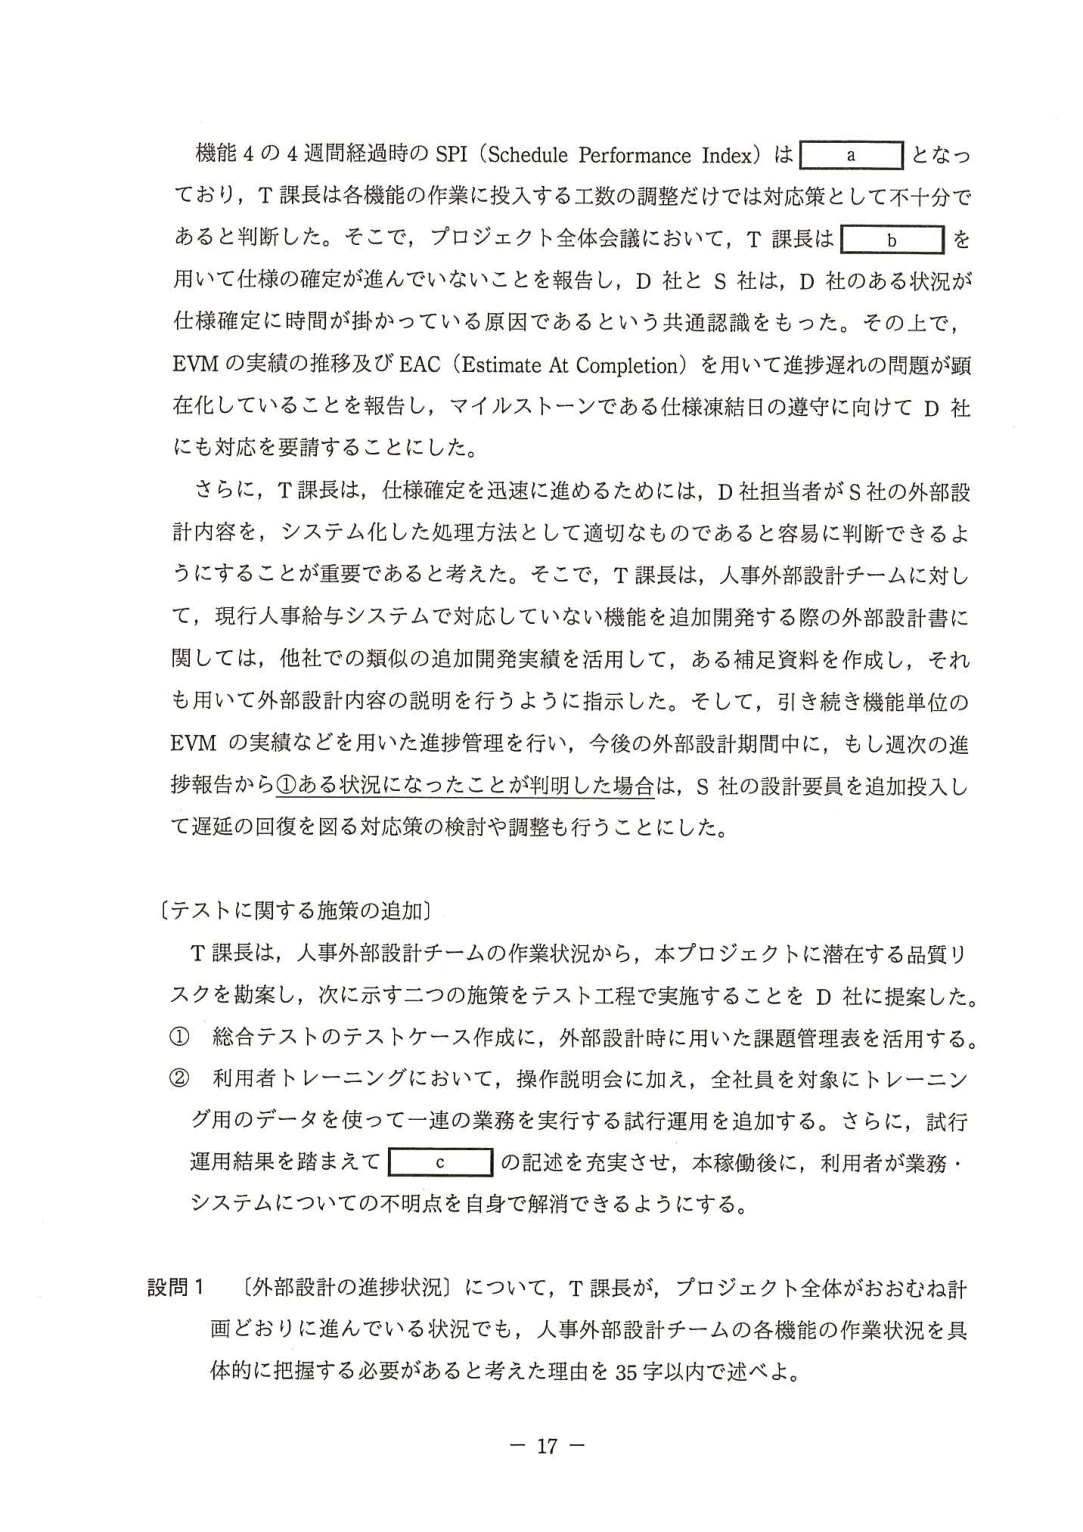 機能 4 の 4 週間経過時の SPI（Schedule Performance Index）は a となっ
ており，T 課長は各機能の作業に投入する工数の調整だけでは対応策として不十分で
あると判断した。そこで，プロジェクト全体会議において，T 課長は b を
用いて仕様の確定が進んでいないことを報告し，D 社と S 社は，D 社のある状況が
仕様確定に時間が掛かっている原因であるという共通認識をもった。その上で，
EVM の実績の推移及び EAC（Estimate At Completion）を用いて進捗遅れの問題が顕
在化していることを報告し，マイルストーンである仕様凍結日の遵守に向けて D 社
にも対応を要請することにした。
さらに，T 課長は，仕様確定を迅速に進めるためには，D 社担当者が S 社の外部設
計内容を，システム化した処理方法として適切なものであると容易に判断できるよ
うにすることが重要であると考えた。そこで，T 課長は，人事外部設計チームに対し
て，現行人事給与システムで対応していない機能を追加開発する際の外部設計書に
関しては，他社での類似の追加開発実績を活用して，ある補足資料を作成し，それ
も用いて外部設計内容の説明を行うように指示した。そして，引き続き機能単位の
EVM の実績などを用いた進捗管理を行い，今後の外部設計期間中に，もし週次の進
捗報告から①ある状況になったことが判明した場合は，S 社の設計要員を追加投入し
て遅延の回復を図る対応策の検討や調整も行うことにした。
〔テストに関する施策の追加〕
T 課長は，人事外部設計チームの作業状況から，本プロジェクトに潜在する品質リ
スクを勘案し，次に示す二つの施策をテスト工程で実施することを D 社に提案した。
① 総合テストのテストケース作成に，外部設計時に用いた課題管理表を活用する。
② 利用者トレーニングにおいて，操作説明会に加え，全社員を対象にトレーニン
グ用のデータを使って一連の業務を実行する試行運用を追加する。さらに，試行
運用結果を踏まえて c の記述を充実させ，本稼働後に，利用者が業務・
システムについての不明点を自身で解消できるようにする。
設問 1 〔外部設計の進捗状況〕について，T 課長が，プロジェクト全体がおおむね計
画どおりに進んでいる状況でも，人事外部設計チームの各機能の作業状況を具
体的に把握する必要があると考えた理由を 35 字以内で述べよ。
－ 17 －